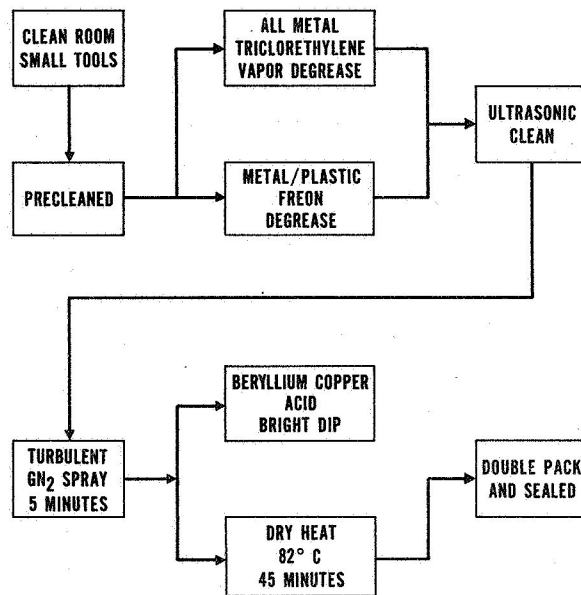 CLEAN ROOM
SMALL TOOLS
ALL METAL
TRICLORETHYLENE
VAPOR DEGREASE
ULTRASONIC
CLEAN
PRECLEANED
METAL/PLASTIC
FREON
DEGREASE
BERYLLIUM COPPER
ACID
BRIGHT DIP
TURBULENT
GN₂ SPRAY
5 MINUTES
DOUBLE PACK
AND SEALED
DRY HEAT
82° C
45 MINUTES